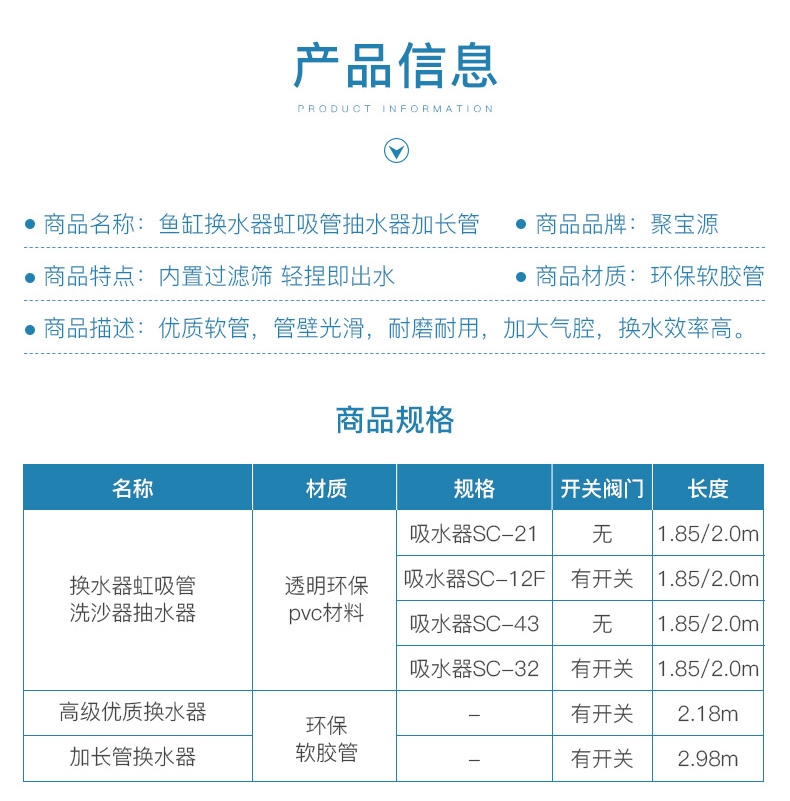 产品信息
PRODUCT INFORMATION
● 商品名称：鱼缸换水器虹吸管抽水器加长管 ● 商品品牌：聚宝源
● 商品特点：内置过滤筛 轻捏即出水 ● 商品材质：环保软胶管
● 商品描述：优质软管，管壁光滑，耐磨耐用，加大气腔，换水效率高。
商品规格
名称 材质 规格 开关阀门 长度
换水器虹吸管
洗沙器抽水器
透明环保
pvc材料
吸水器SC-21 无 1.85/2.0m
吸水器SC-12F 有开关 1.85/2.0m
吸水器SC-43 无 1.85/2.0m
吸水器SC-32 有开关 1.85/2.0m
高级优质换水器 - 有开关 2.18m
环保
软胶管
加长管换水器 - 有开关 2.98m